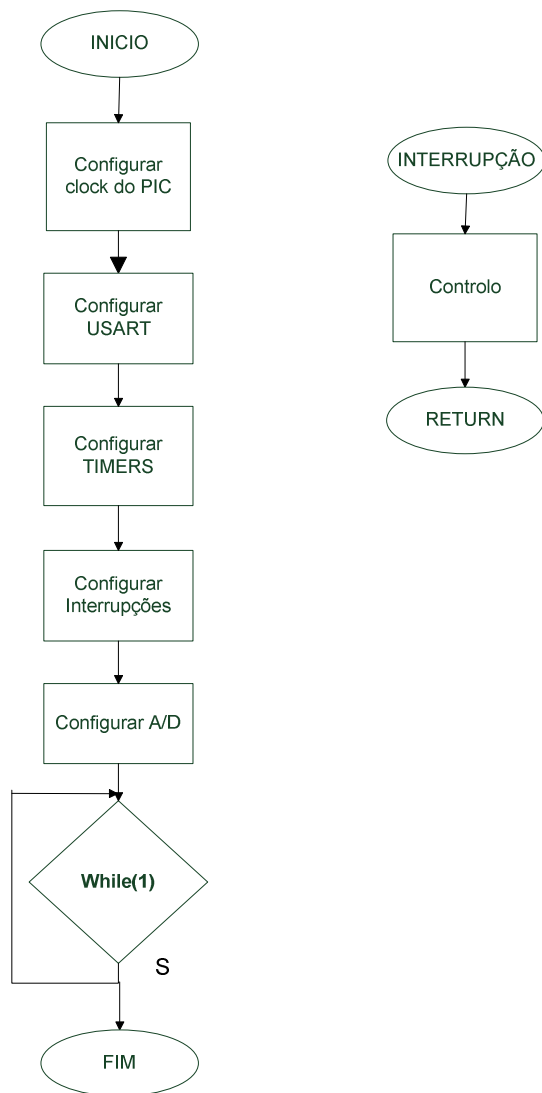 INICIO
Configurar
clock do PIC
Configurar
USART
Configurar
TIMERS
Configurar
Interrupções
Configurar A/D
While(1)
S
FIM
INTERRUPÇÃO
Controlo
RETURN